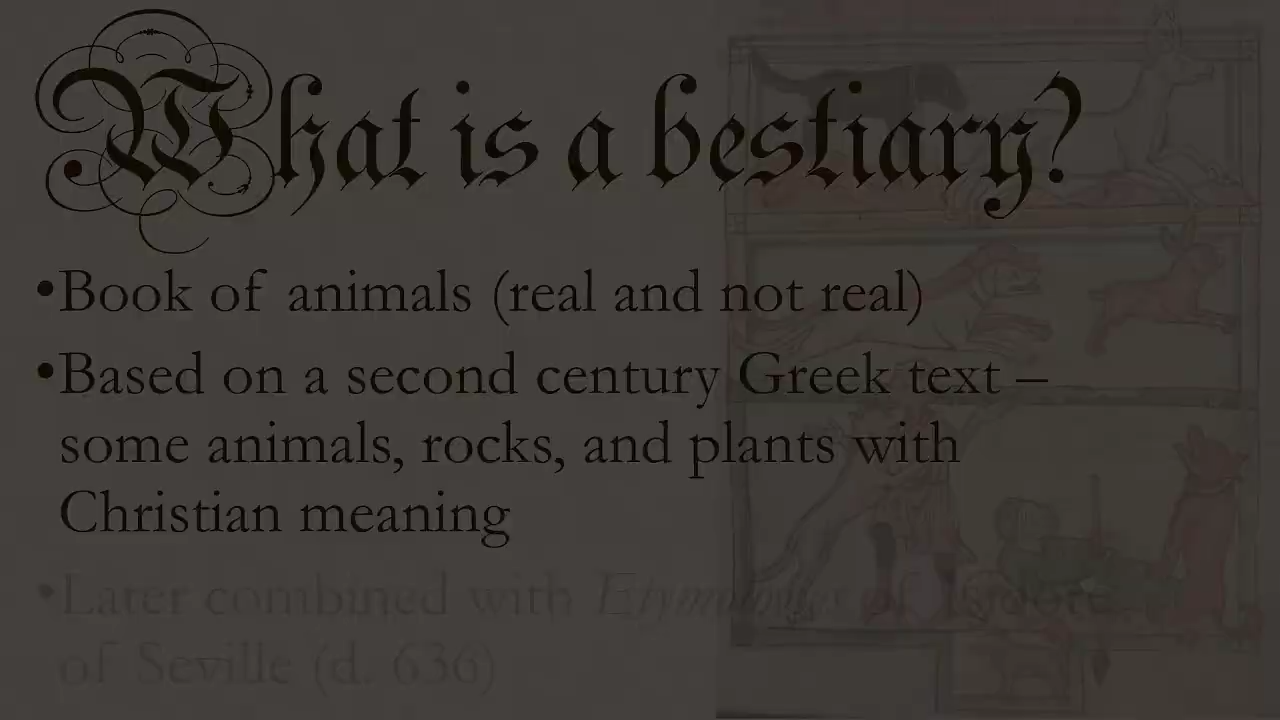 What is a bestiary?
•Book of animals (real and not real)
•Based on a second century Greek text –
some animals, rocks, and plants with
Christian meaning
•Later combined with Etymologies of Isidore
of Seville (d. 636)